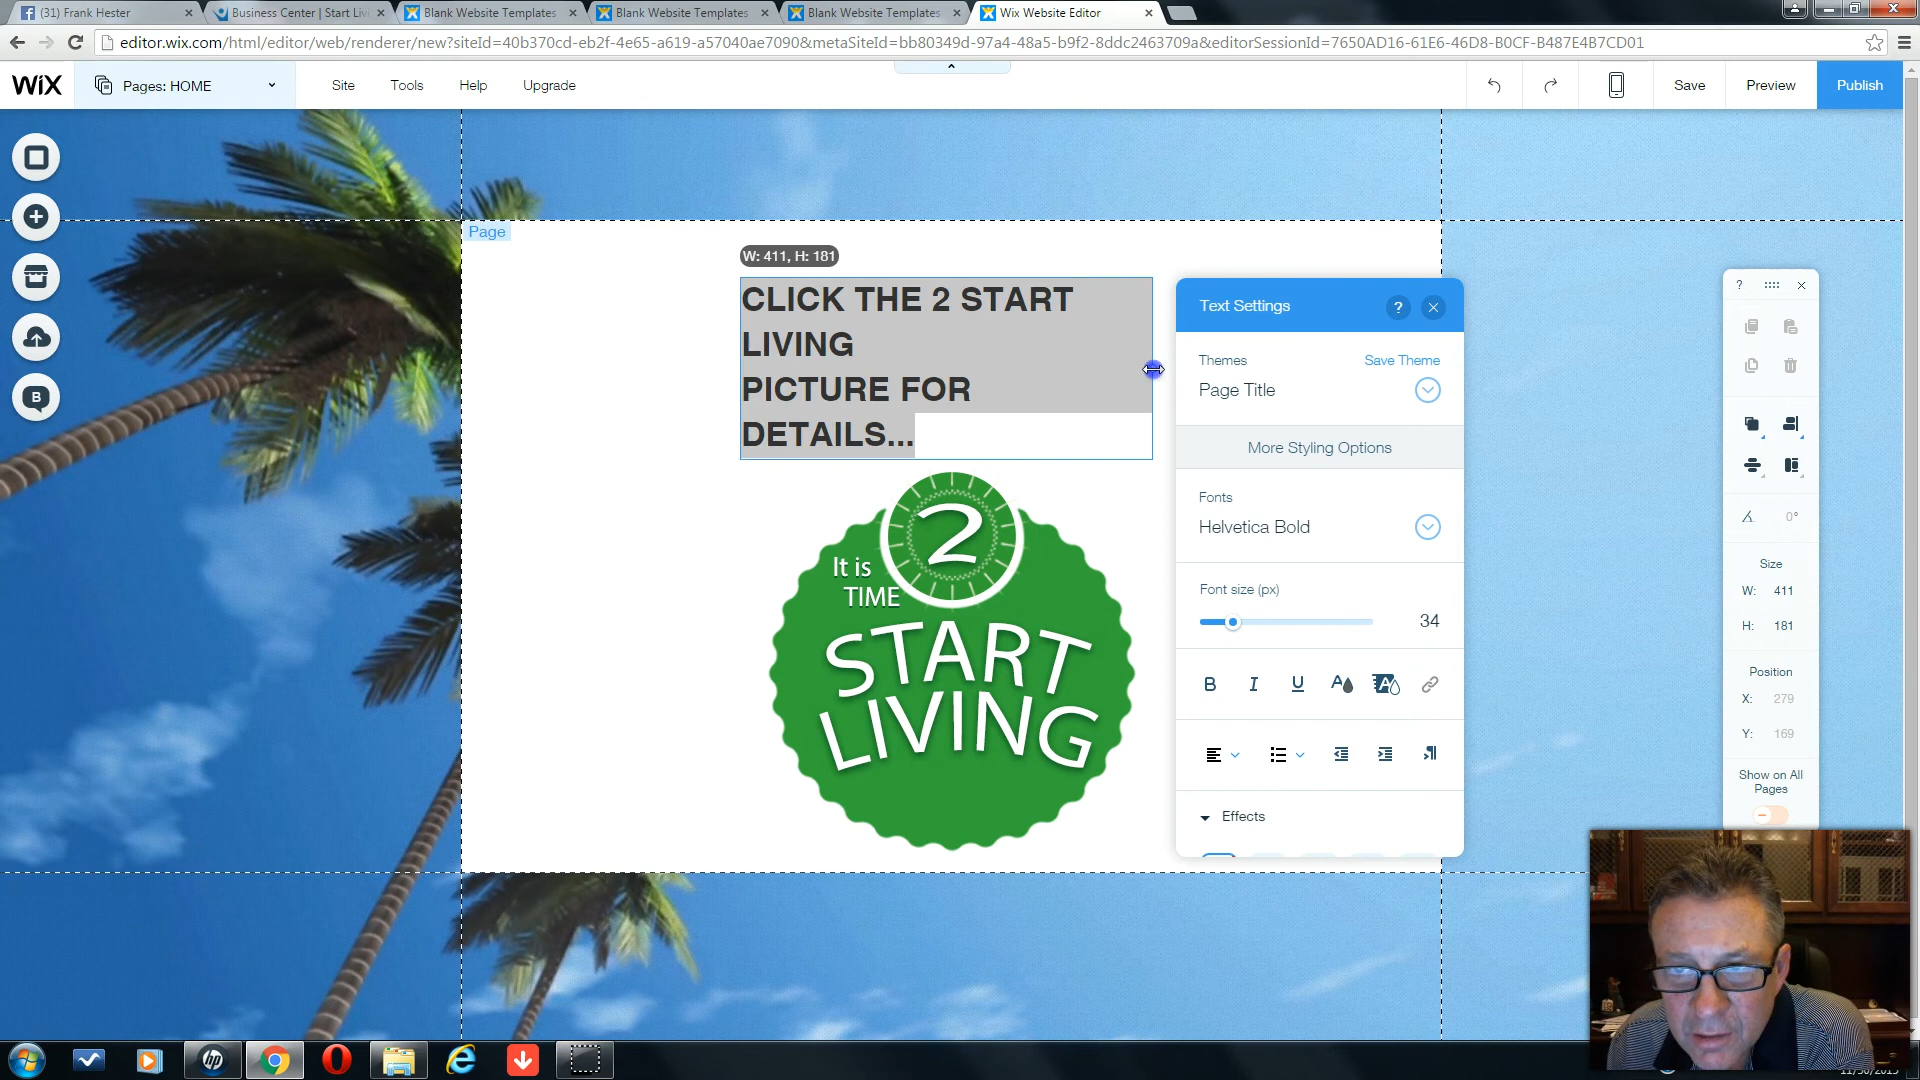 (31) Frank Hester
Business Center | Start Livi
Blank Website Templates
Blank Website Templates
Blank Website Templates
Wix Website Editor
editor.wix.com/html/editor/web/renderer/new?siteId=40b370cd-eb2f-4e65-a619-a57040ae7090&metaSiteId=bb80349d-97a4-48a5-b9f2-8ddc2463709a&editorSessionId=7650AD16-61E6-46D8-B0CF-B487E4B7CD01
WiX
Pages: HOME
Site
Tools
Help
Upgrade
Save
Preview
Publish
Page
W: 411, H: 181
CLICK THE 2 START
LIVING
PICTURE FOR
DETAILS...
2
It is
TIME
START
LIVING
B
Text Settings
?
Themes
Save Theme
Page Title
More Styling Options
Fonts
Helvetica Bold
Font size (px)
34
B I U A A
Effects
?
0°
Size
W: 411
H: 181
Position
X: 279
Y: 169
Show on All
Pages
hp